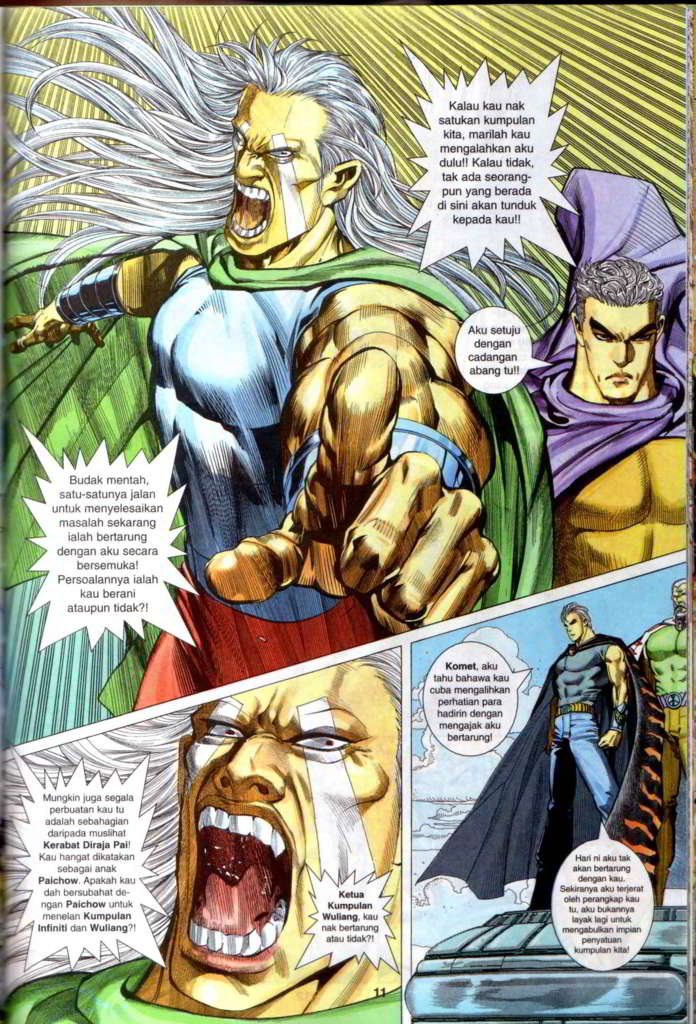 Kalau kau nak
satukan kumpulan
kita, marilah kau
mengalahkan aku
dulu!! Kalau tidak,
tak ada seorang-
pun yang berada
di sini akan tunduk
kepada kau!!
Aku setuju
dengan
cadangan
abang tu!!
Budak mentah,
satu-satunya jalan
untuk menyelesaikan
masalah sekarang
ialah bertarung
dengan aku secara
bersemuka!
Persoalannya ialah
kau berani
ataupun tidak?!
Mungkin juga segala
perbuatan kau tu
adalah sebahagian
daripada muslihat
Kerabat Diraja Pai!
Kau hangat dikatakan
sebagai anak
Paichow. Apakah kau
dah bersubahat de-
ngan Paichow untuk
menelan Kumpulan
Infiniti dan Wuliang?!
Ketua
Kumpulan
Wuliang, kau
nak bertarung
atau tidak?!
Komet, aku
tahu bahawa kau
cuba mengalihkan
perhatian para
hadirin dengan
mengajak aku
bertarung!
Hari ni aku tak
akan bertarung
dengan kau.
Sekiranya aku terjerat
oleh perangkap kau
tu, aku bukannya
layak lagi untuk
mengabulkan impian
penyatuan
kumpulan kita!
11